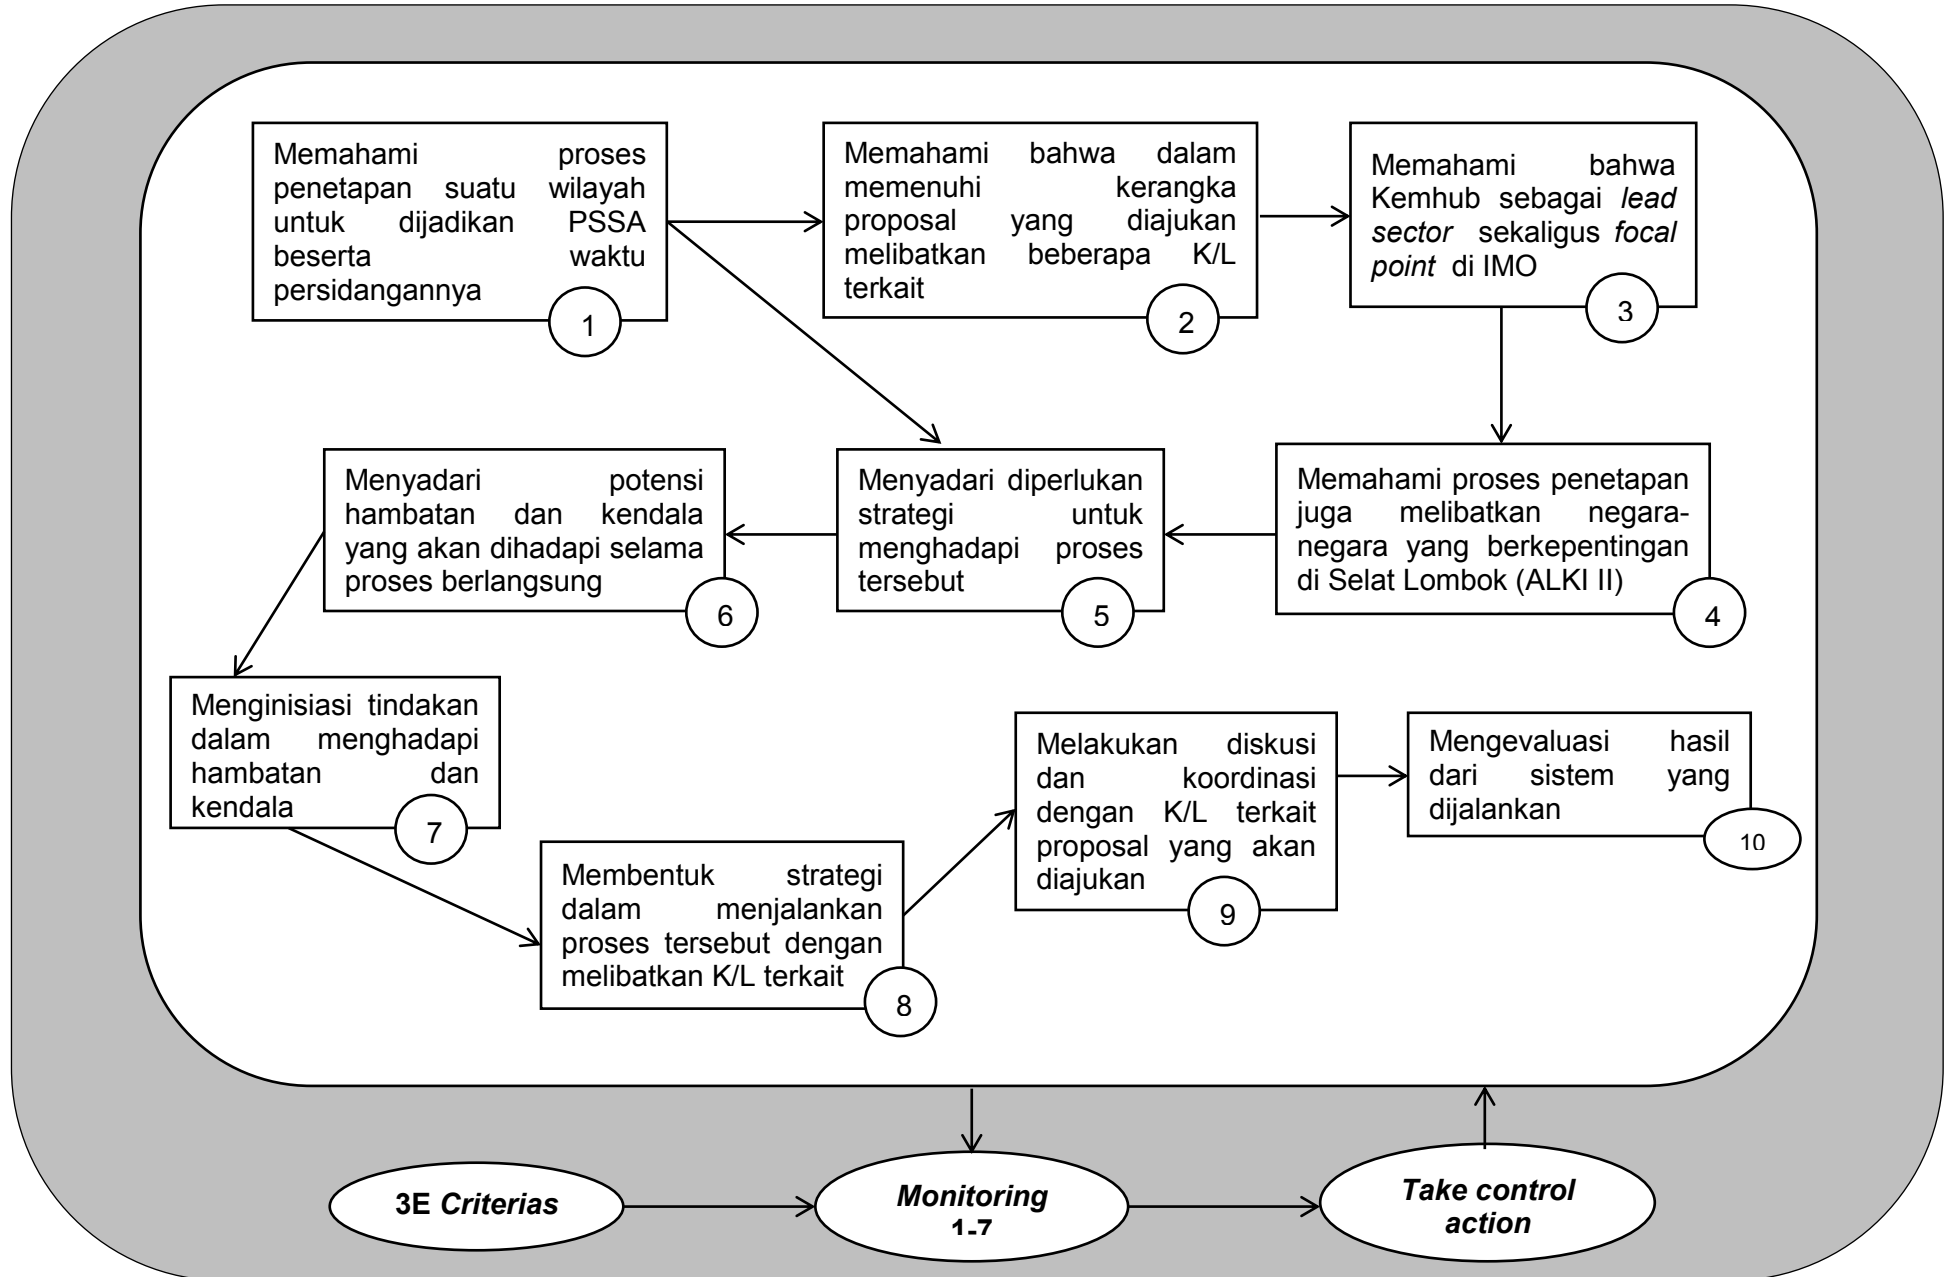 Memahami proses
penetapan suatu wilayah
untuk dijadikan PSSA
beserta waktu
persidangannya
1
Memahami bahwa dalam
memenuhi kerangka
proposal yang diajukan
melibatkan beberapa K/L
terkait
2
Memahami bahwa
Kemhub sebagai lead
sector sekaligus focal
point di IMO
3
Memahami proses penetapan
juga melibatkan negara-
negara yang berkepentingan
di Selat Lombok (ALKI II)
4
Menyadari diperlukan
strategi untuk
menghadapi proses
tersebut
5
Menyadari potensi
hambatan dan kendala
yang akan dihadapi selama
proses berlangsung
6
Menginisiasi tindakan
dalam menghadapi
hambatan dan
kendala
7
Membentuk strategi
dalam menjalankan
proses tersebut dengan
melibatkan K/L terkait
8
Melakukan diskusi
dan koordinasi
dengan K/L terkait
proposal yang akan
diajukan
9
Mengevaluasi hasil
dari sistem yang
dijalankan
10
3E Criterias
Monitoring
1-7
Take control
action